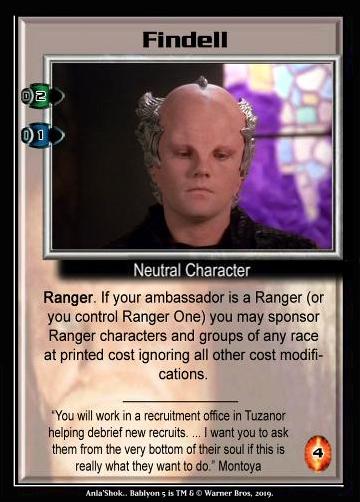 Findell
0 2
0 1
Neutral Character
Ranger. If your ambassador is a Ranger (or
you control Ranger One) you may sponsor
Ranger characters and groups of any race
at printed cost ignoring all other cost modifi-
cations.
“You will work in a recruitment office in Tuzanor
helping debrief new recruits. ... I want you to ask
them from the very bottom of their soul if this is
really what they want to do.” Montoya
4
Anla'Shok.. Bablyon 5 is TM & © Warner Bros, 2019.